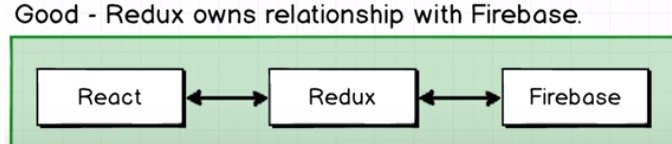 Good - Redux owns relationship with Firebase.
React Redux Firebase